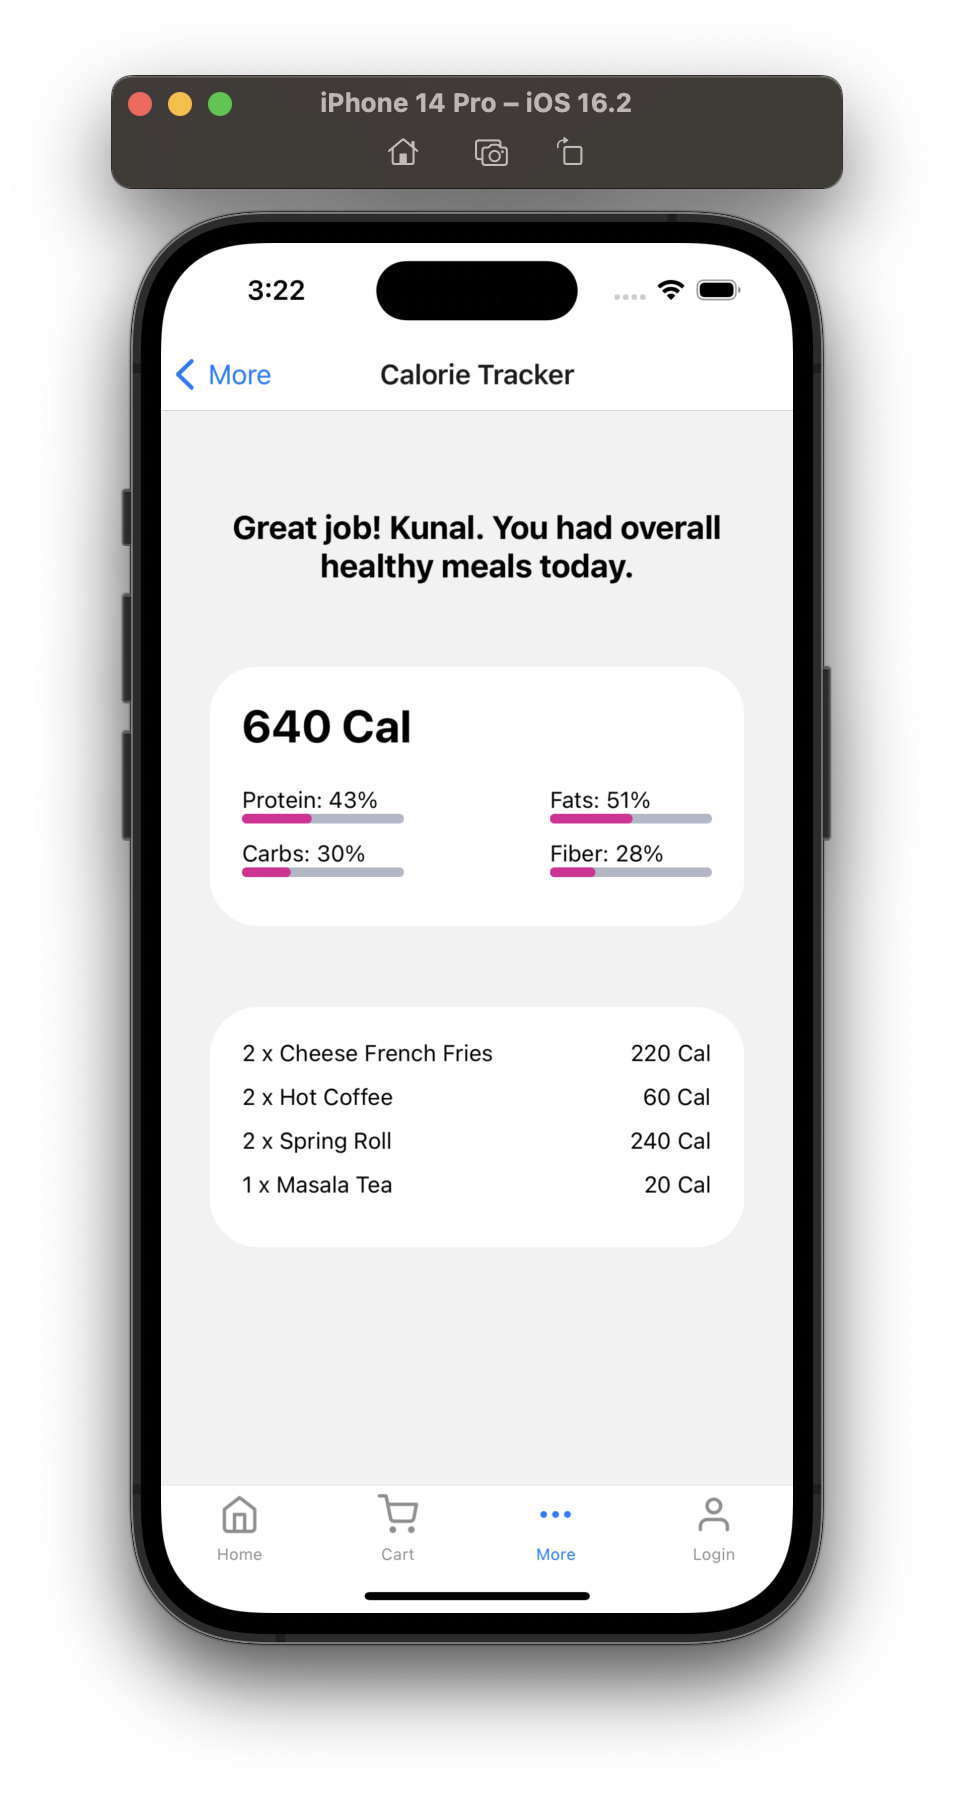 iPhone 14 Pro – iOS 16.2
3:22
More
Calorie Tracker
Great job! Kunal. You had overall
healthy meals today.
640 Cal
Protein: 43%
Fats: 51%
Carbs: 30%
Fiber: 28%
2 x Cheese French Fries 220 Cal
2 x Hot Coffee 60 Cal
2 x Spring Roll 240 Cal
1 x Masala Tea 20 Cal
Home
Cart
More
Login